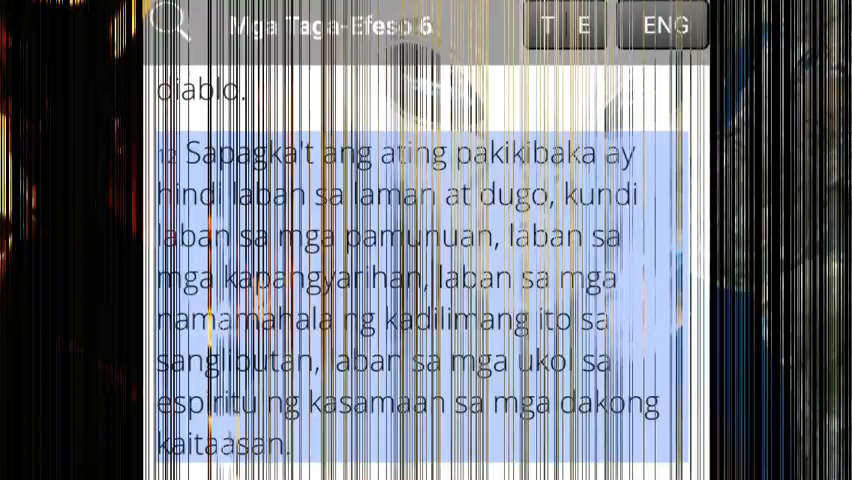 Mga Taga-Efeso 6
ENG
diablo.
12 Sapagka't ang ating pakikibaka ay
hindi laban sa laman at dugo, kundi
laban sa mga pamunuan, laban sa
mga kapangyarihan, laban sa mga
namamahala ng kadilimang ito sa
sanglibutan, laban sa mga ukol sa
espiritu ng kasamaan sa mga dakong
kaitaasan.